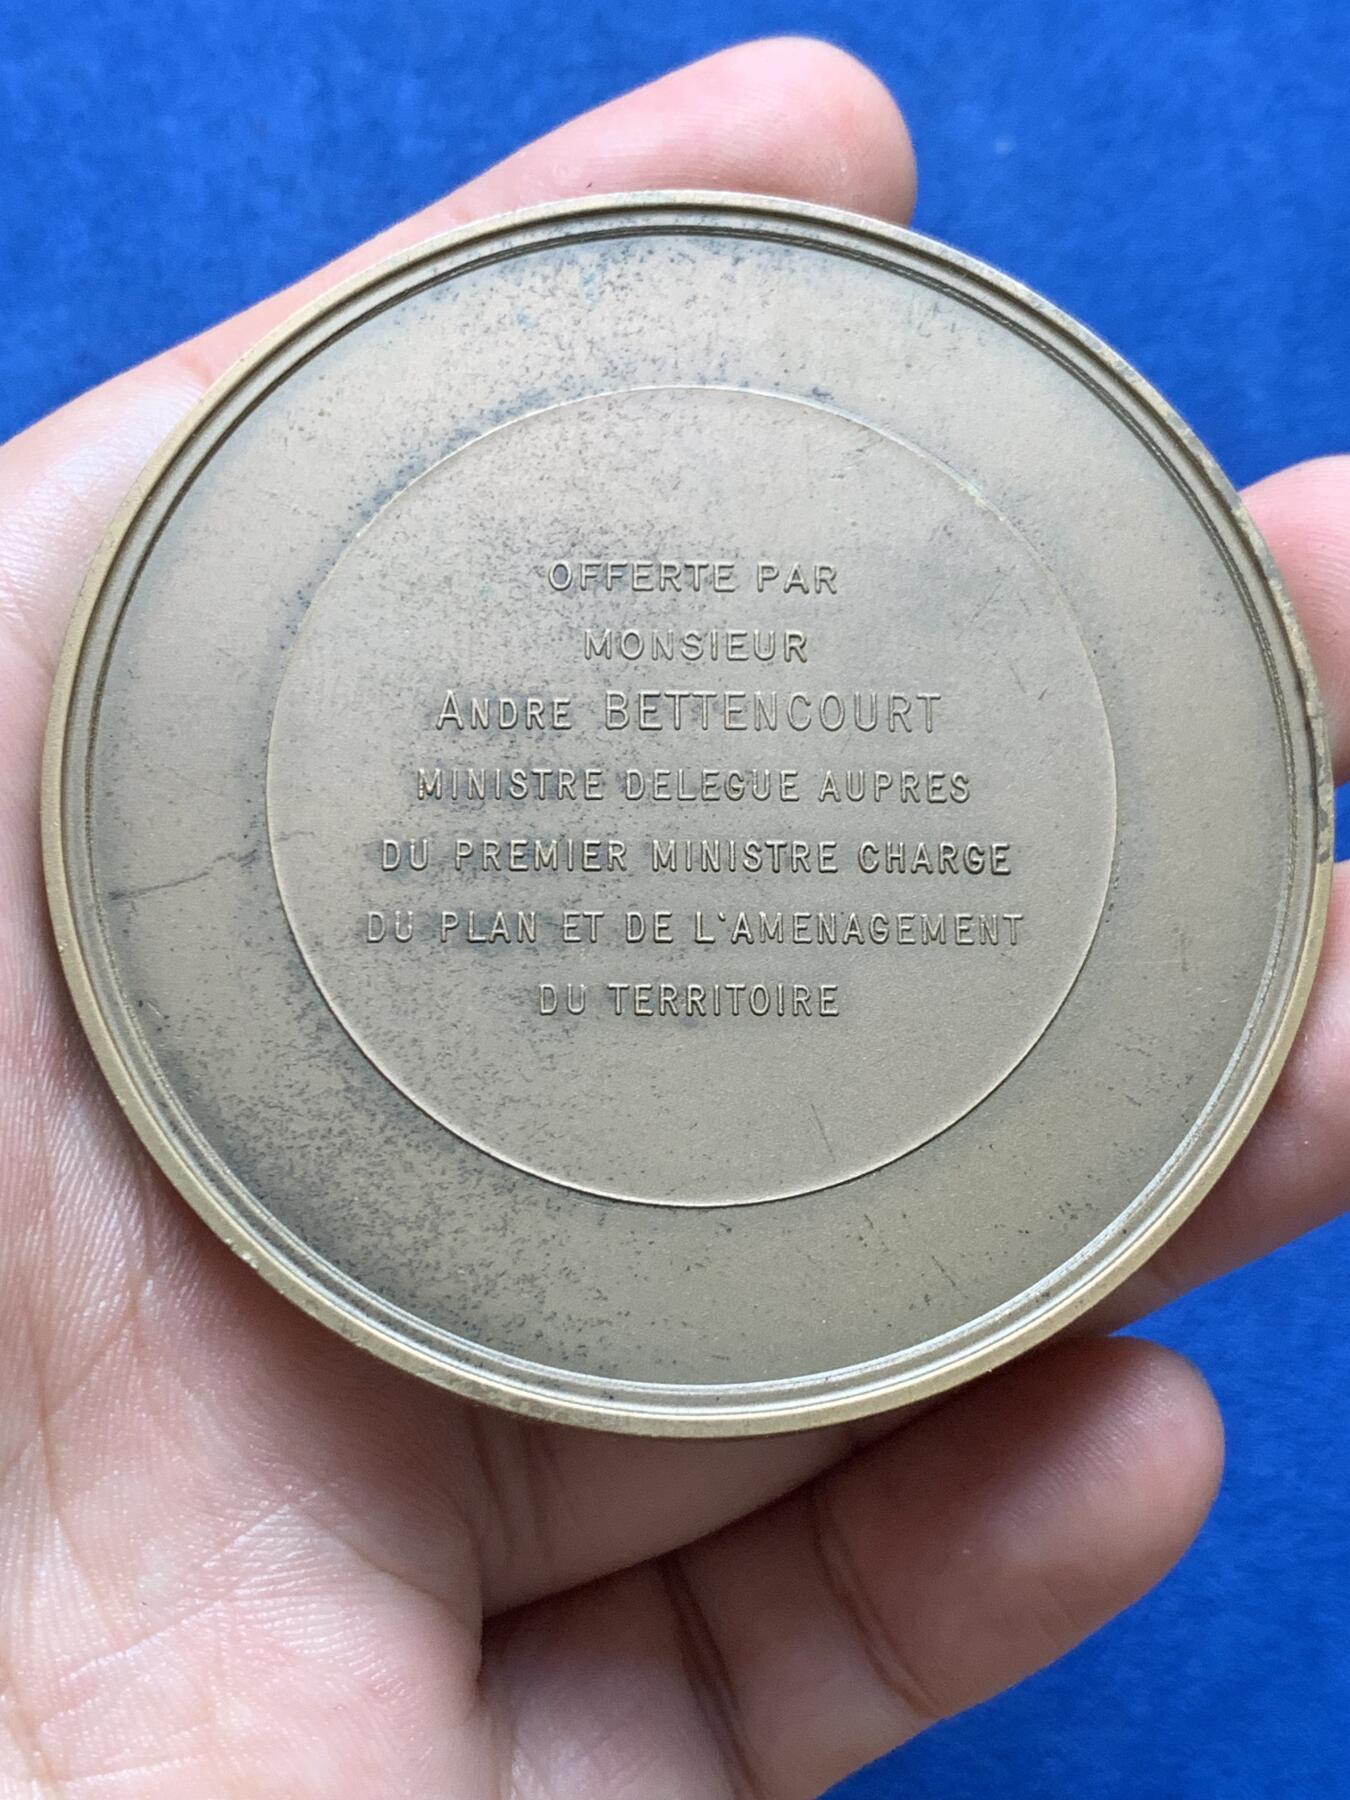 OFFERTE PAR
MONSIEUR
ANDRE BETTENCOURT
MINISTRE DELEGUE AUPRES
DU PREMIER MINISTRE CHARGE
DU PLAN ET DE L'AMENAGEMENT
DU TERRITOIRE